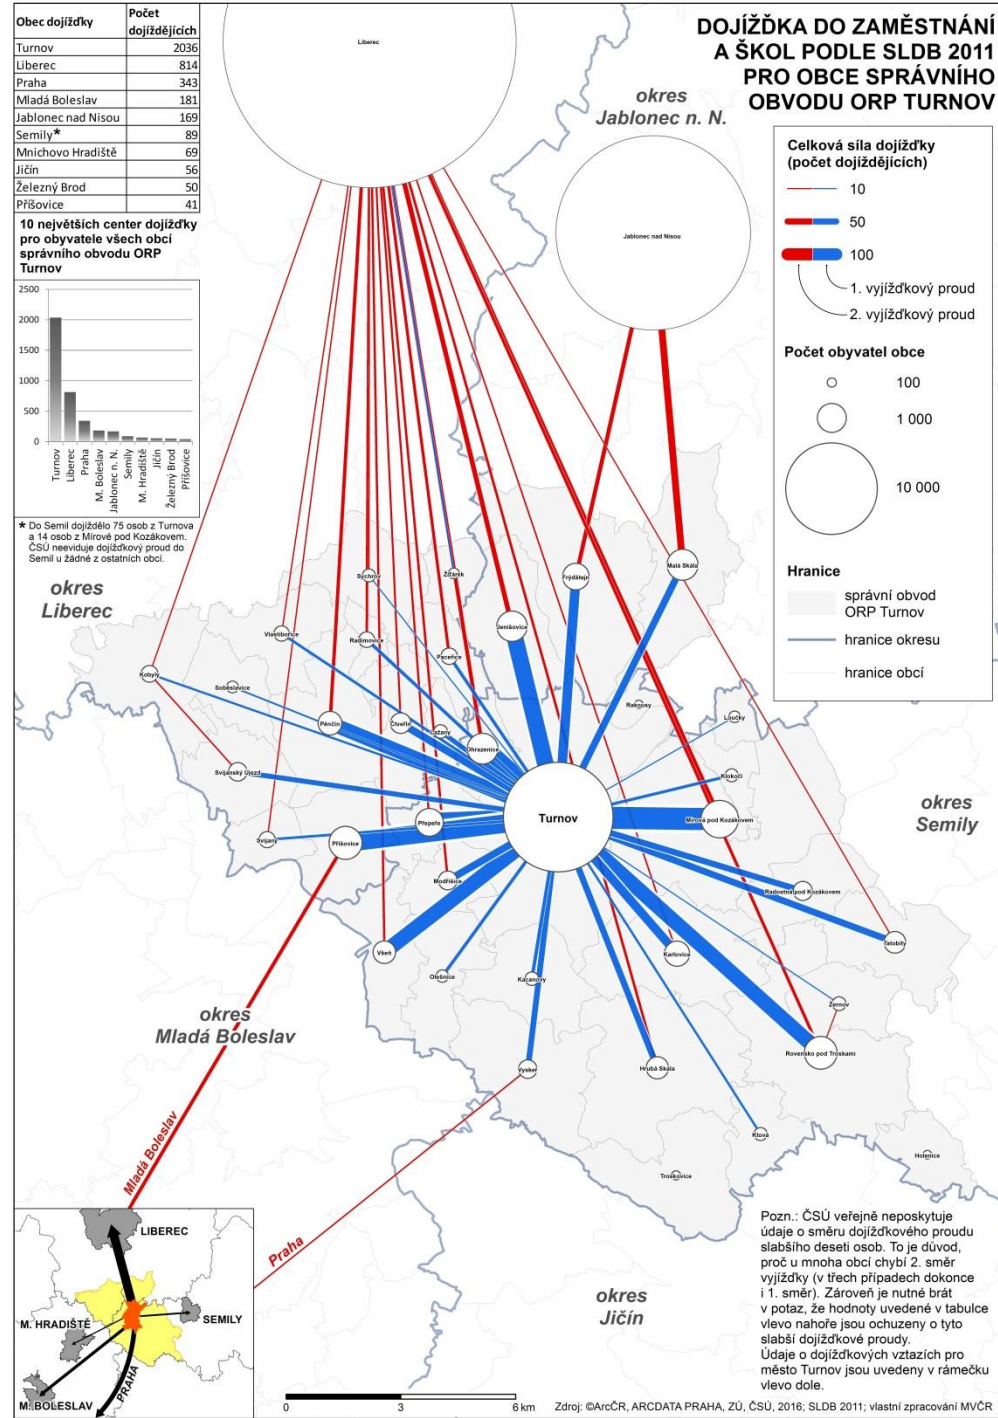 DOJÍŽĎKA DO ZAMĚSTNÁNÍ
A ŠKOL PODLE SLDB 2011
PRO OBCE SPRÁVNÍHO
OBVODU ORP TURNOV
Obec dojížďky Počet dojíždějících
Turnov 2036
Liberec 814
Praha 343
Mladá Boleslav 181
Jablonec nad Nisou 169
Semily* 89
Mnichovo Hradiště 69
Jičín 56
Železný Brod 50
Příšovice 41
10 největších center dojížďky
pro obyvatele všech obcí
správního obvodu ORP
Turnov
2500
2000
1500
1000
500
0
Turnov
Liberec
Praha
M. Boleslav
Jablonec n. N.
Semily
M. Hradiště
Jičín
Železný Brod
Příšovice
* Do Semil dojíždělo 75 osob z Turnova
a 14 osob z Mírové pod Kozákovem.
ČSÚ neeviduje dojížďkový proud do
Semil u žádné z ostatních obcí.
Celková síla dojížďky
(počet dojíždějících)
10
50
100
1. vyjížďkový proud
2. vyjížďkový proud
Počet obyvatel obce
100
1 000
10 000
Hranice
správní obvod
ORP Turnov
hranice okresu
hranice obcí
Liberec
okres
Jablonec n. N.
Jablonec nad Nisou
okres
Liberec
Sychrov
Žďárek
Frýdštejn
Malá Skála
Vlastibořice
Radimovice
Jenišovice
Paceřice
Kobyly
Soběslavice
Rakousy
Loučky
Pěnčín
Čtveřín
Lažany
Ohrazenice
Svijanský Újezd
Klokočí
okres
Semily
Svijany
Příšovice
Přepeře
Turnov
Mírová pod Kozákovem
Modřišice
Radostná pod Kozákovem
Všeň
Olešnice
Kacanovy
Karlovice
Tatobity
Žernov
okres
Mladá Boleslav
Vyskeř
Hrubá Skála
Rovensko pod Troskami
Ktová
Troskovice
Holenice
Mladá Boleslav
Praha
okres
Jičín
LIBEREC
M. HRADIŠTĚ
SEMILY
M. BOLESLAV
PRAHA
Pozn.: ČSÚ veřejně neposkytuje
údaje o směru dojížďkového proudu
slabšího deseti osob. To je důvod,
proč u mnoha obcí chybí 2. směr
vyjížďky (v třech případech dokonce
i 1. směr). Zároveň je nutné brát
v potaz, že hodnoty uvedené v tabulce
vlevo nahoře jsou ochuzeny o tyto
slabší dojížďkové proudy.
Údaje o dojížďkových vztazích pro
město Turnov jsou uvedeny v rámečku
vlevo dole.
0 3 6 km
Zdroj: ©ArcČR, ARCDATA PRAHA, ZÚ, ČSÚ, 2016; SLDB 2011; vlastní zpracování MVČR